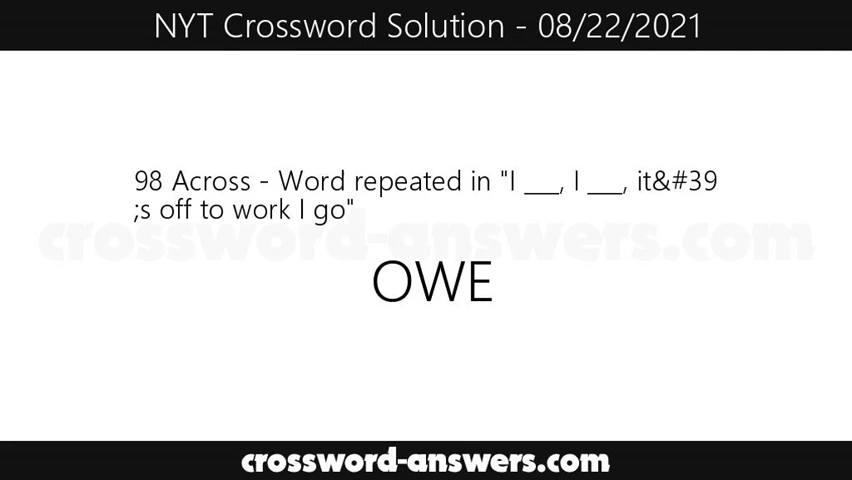 NYT Crossword Solution - 08/22/2021
98 Across - Word repeated in "I ___, I ___, it&#39
;s off to work I go"
crossword-answers.com
OWE
crossword-answers.com